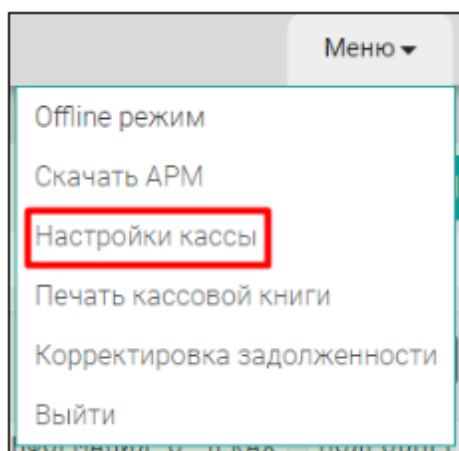 Меню
Offline режим
Скачать АРМ
Настройки кассы
Печать кассовой книги
Корректировка задолженности
Выйти